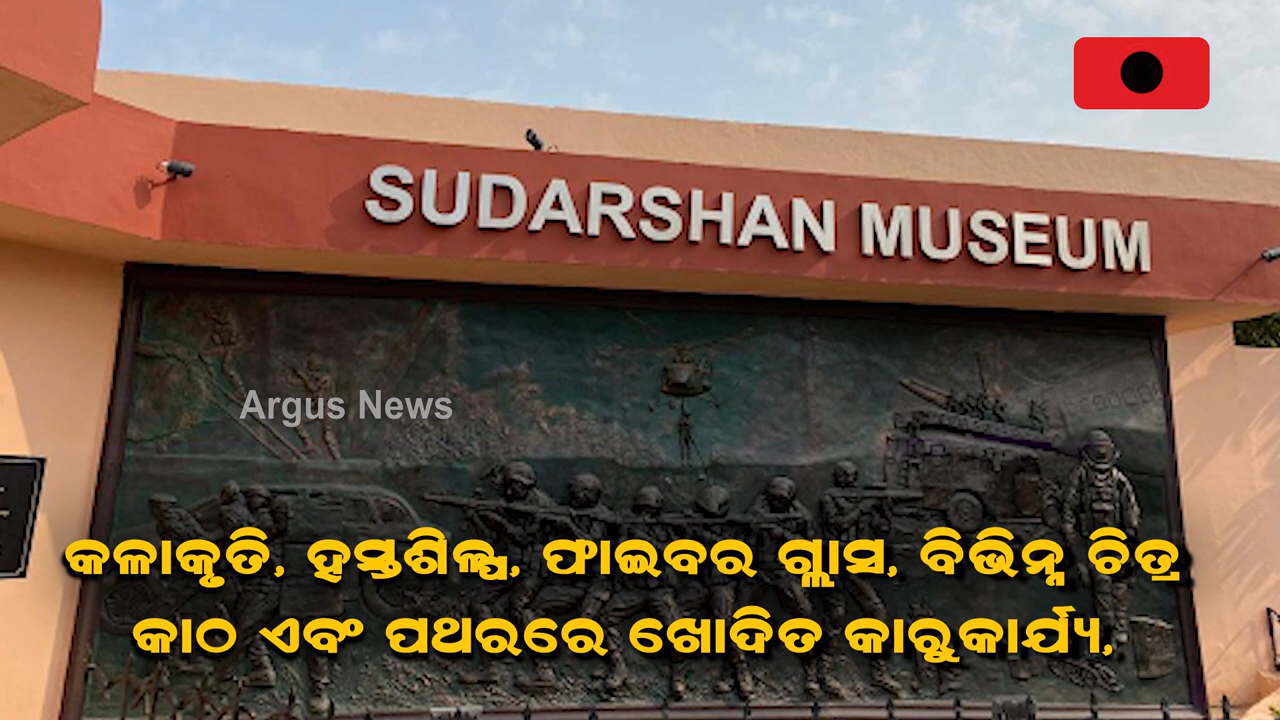 SUDARSHAN MUSEUM
Argus News
କଳାକୃତି, ହସ୍ତଶିଳ୍ପ, ଫାଇବର ଗ୍ଲାସ, ବିଭିନ୍ନ ଚିତ୍ର
କାଠ ଏବଂ ପଥରରେ ଖୋଦିତ କାରୁକାର୍ଯ୍ୟ,